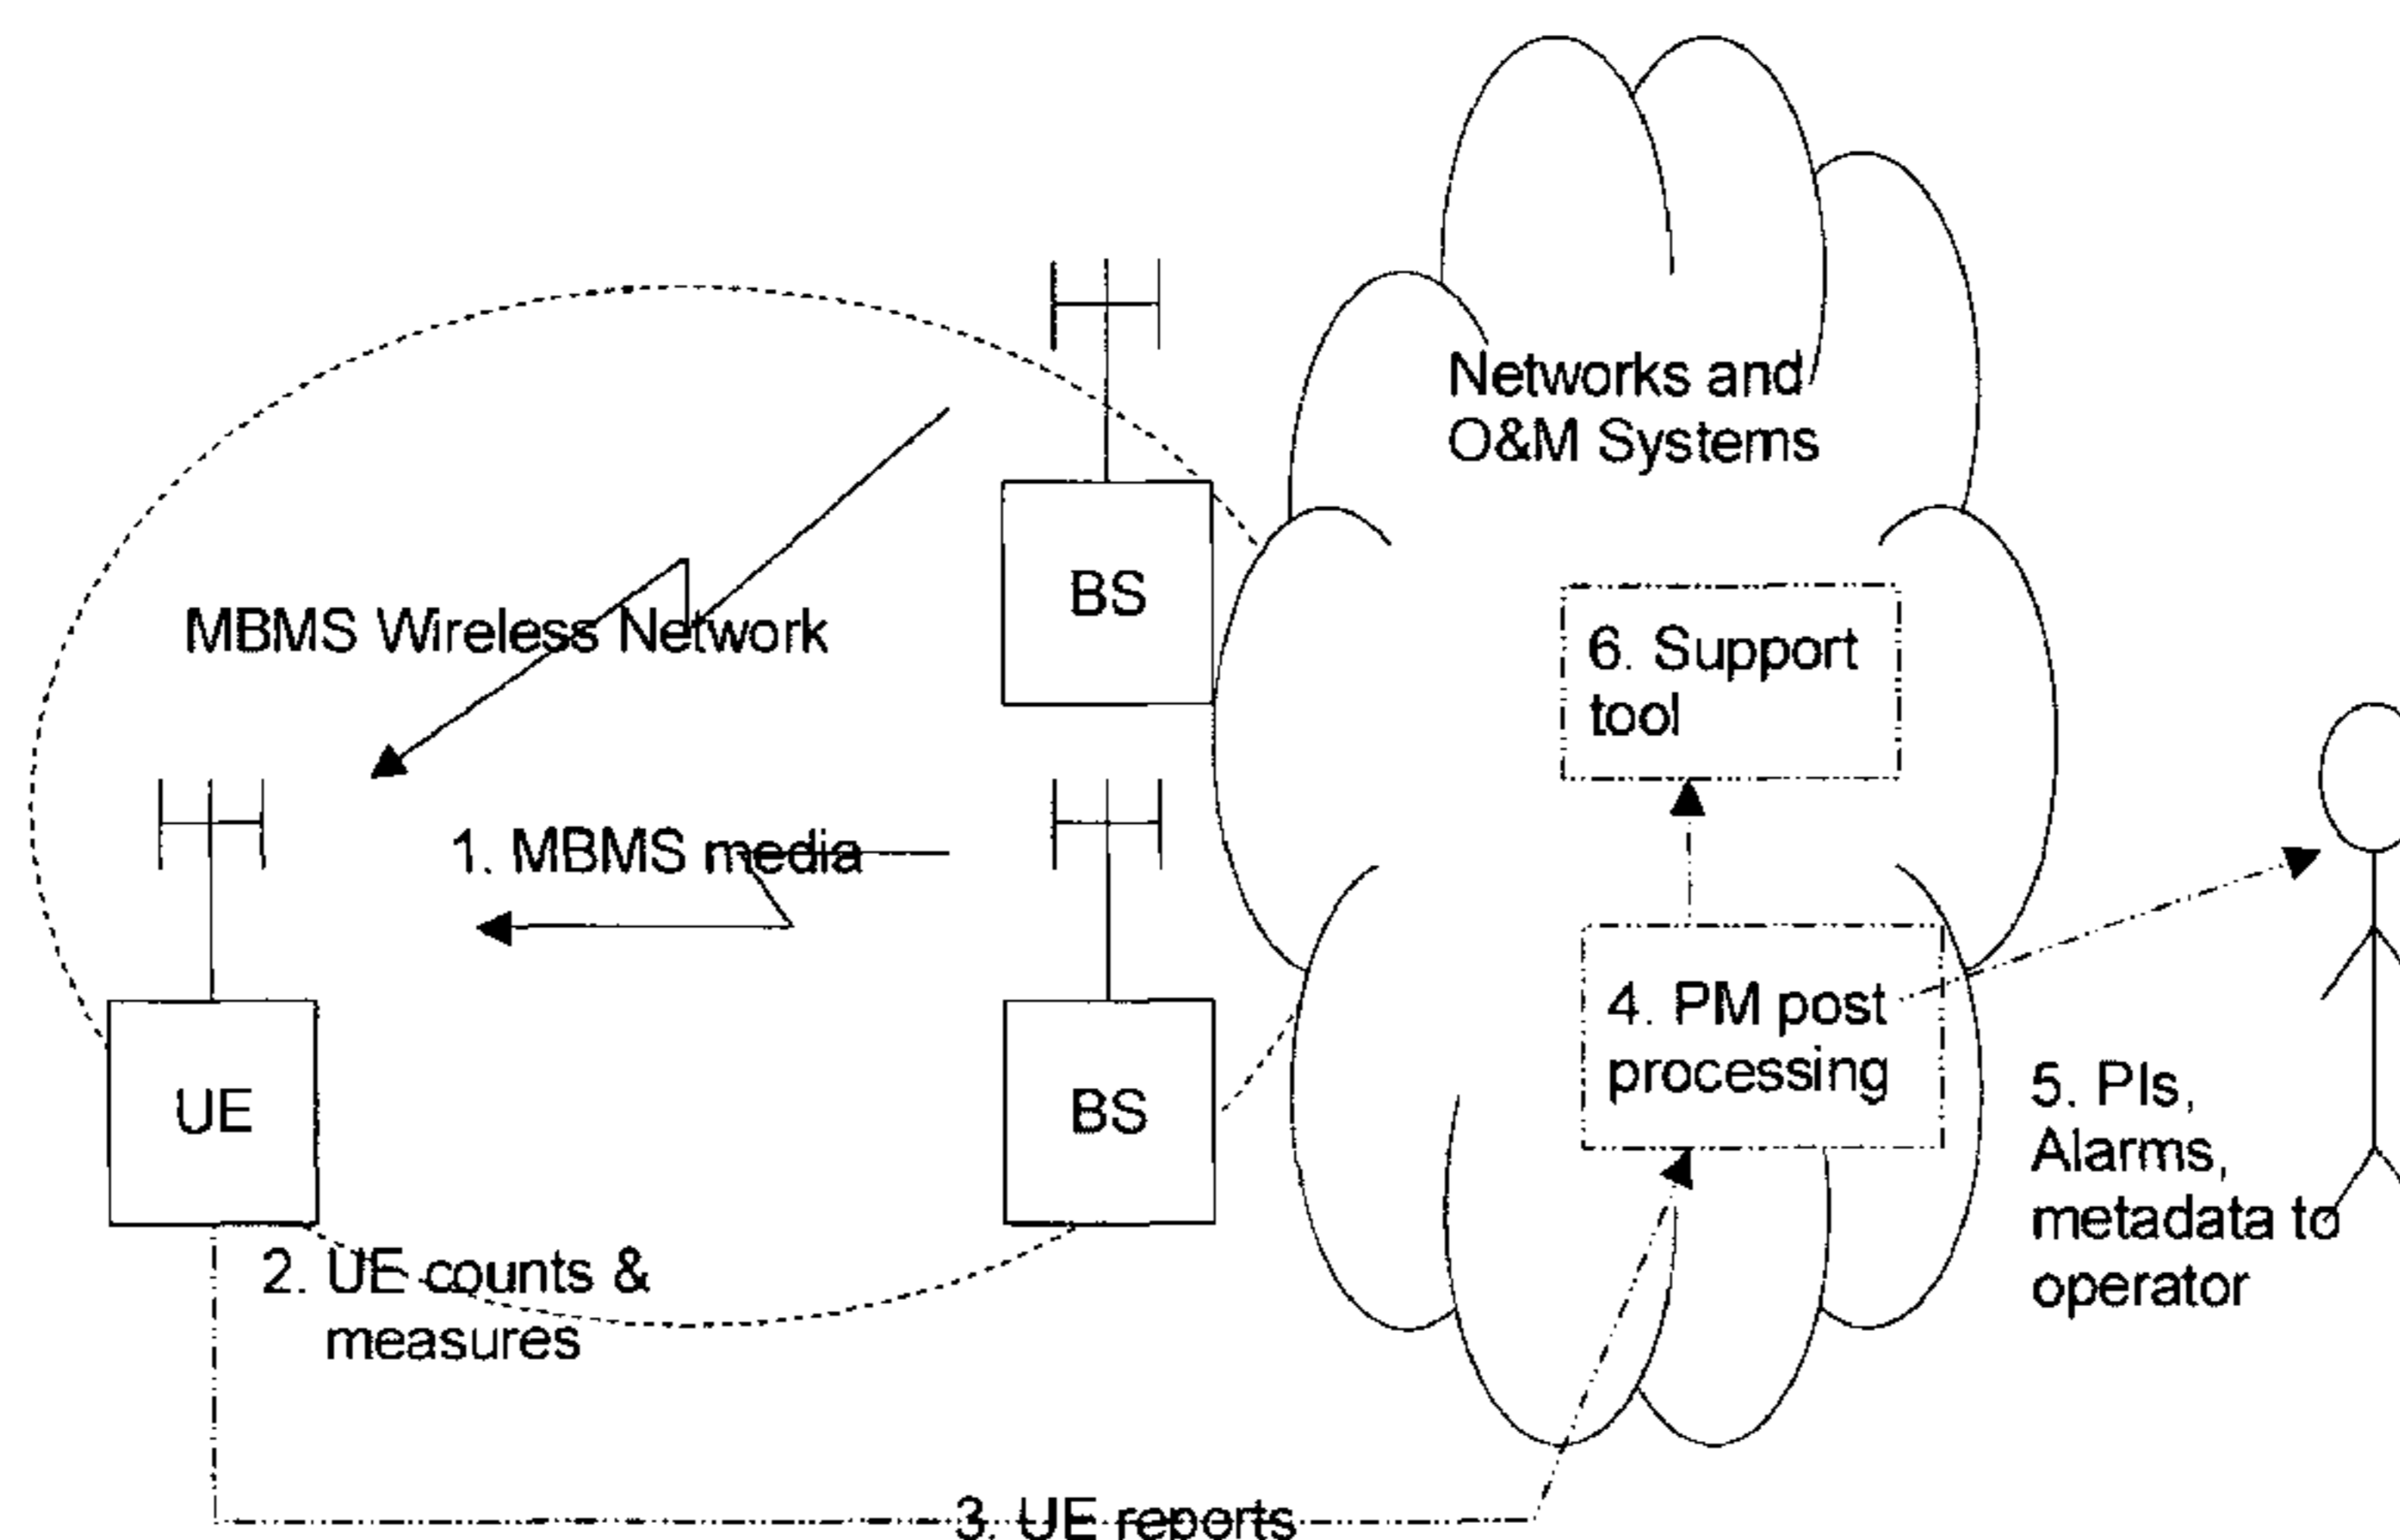 Networks and
O&M Systems
BS
MBMS Wireless Network
6. Support
tool
1. MBMS media
4. PM post
processing
UE
BS
5. PIs,
Alarms,
metadata to
operator
2. UE counts &
measures
3. UE reports